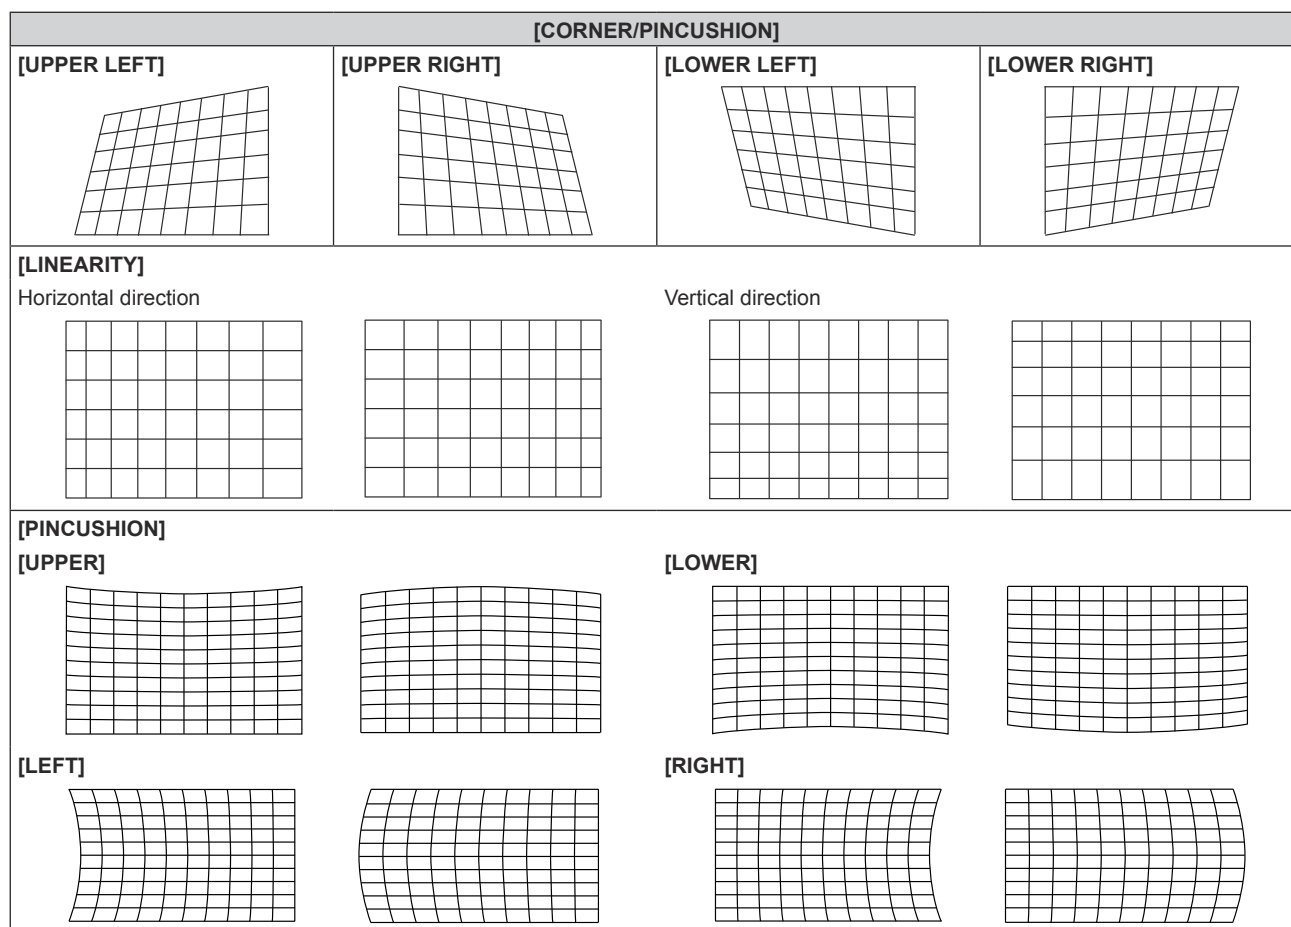 [CORNER/PINCUSHION]
[UPPER LEFT]
[UPPER RIGHT]
[LOWER LEFT]
[LOWER RIGHT]
[LINEARITY]
Horizontal direction
Vertical direction
[PINCUSHION]
[UPPER]
[LOWER]
[LEFT]
[RIGHT]